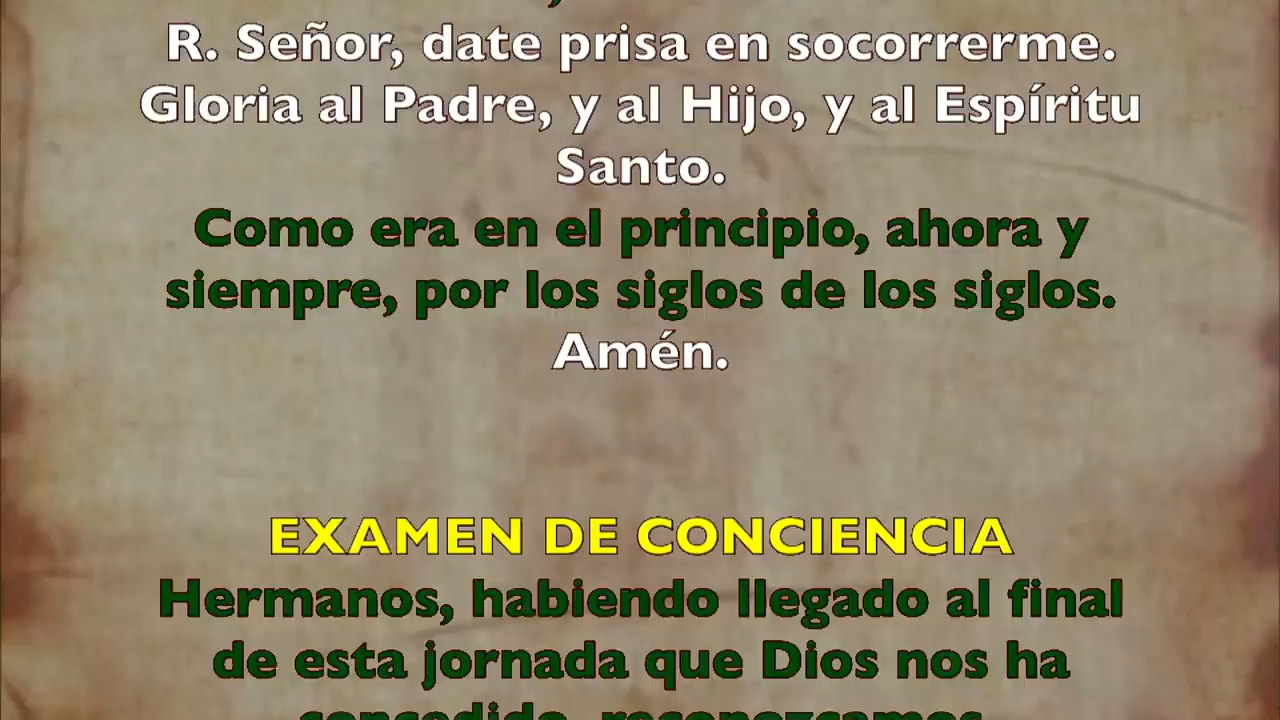 R. Señor, date prisa en socorrerme.
Gloria al Padre, y al Hijo, y al Espíritu
Santo.
Como era en el principio, ahora y
siempre, por los siglos de los siglos.
Amén.
EXAMEN DE CONCIENCIA
Hermanos, habiendo llegado al final
de esta jornada que Dios nos ha
concedido, reconozcamos